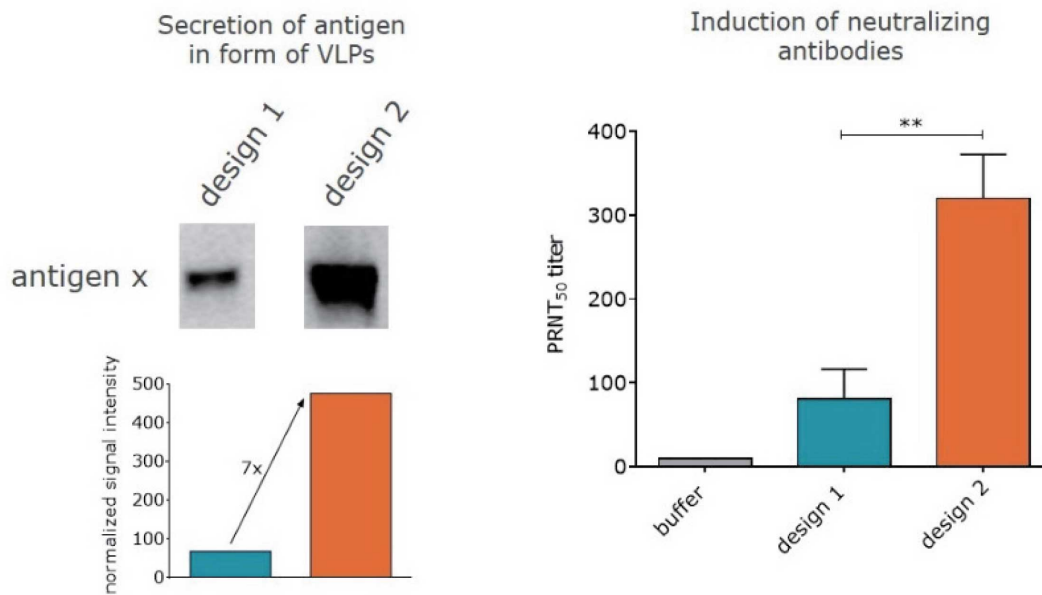 Secretion of antigen
in form of VLPs
design 1
design 2
antigen x
normalized signal intensity
500
400
300
200
100
0
7x
Induction of neutralizing
antibodies
PRNT50 titer
400
300
200
100
0
**
buffer
design 1
design 2